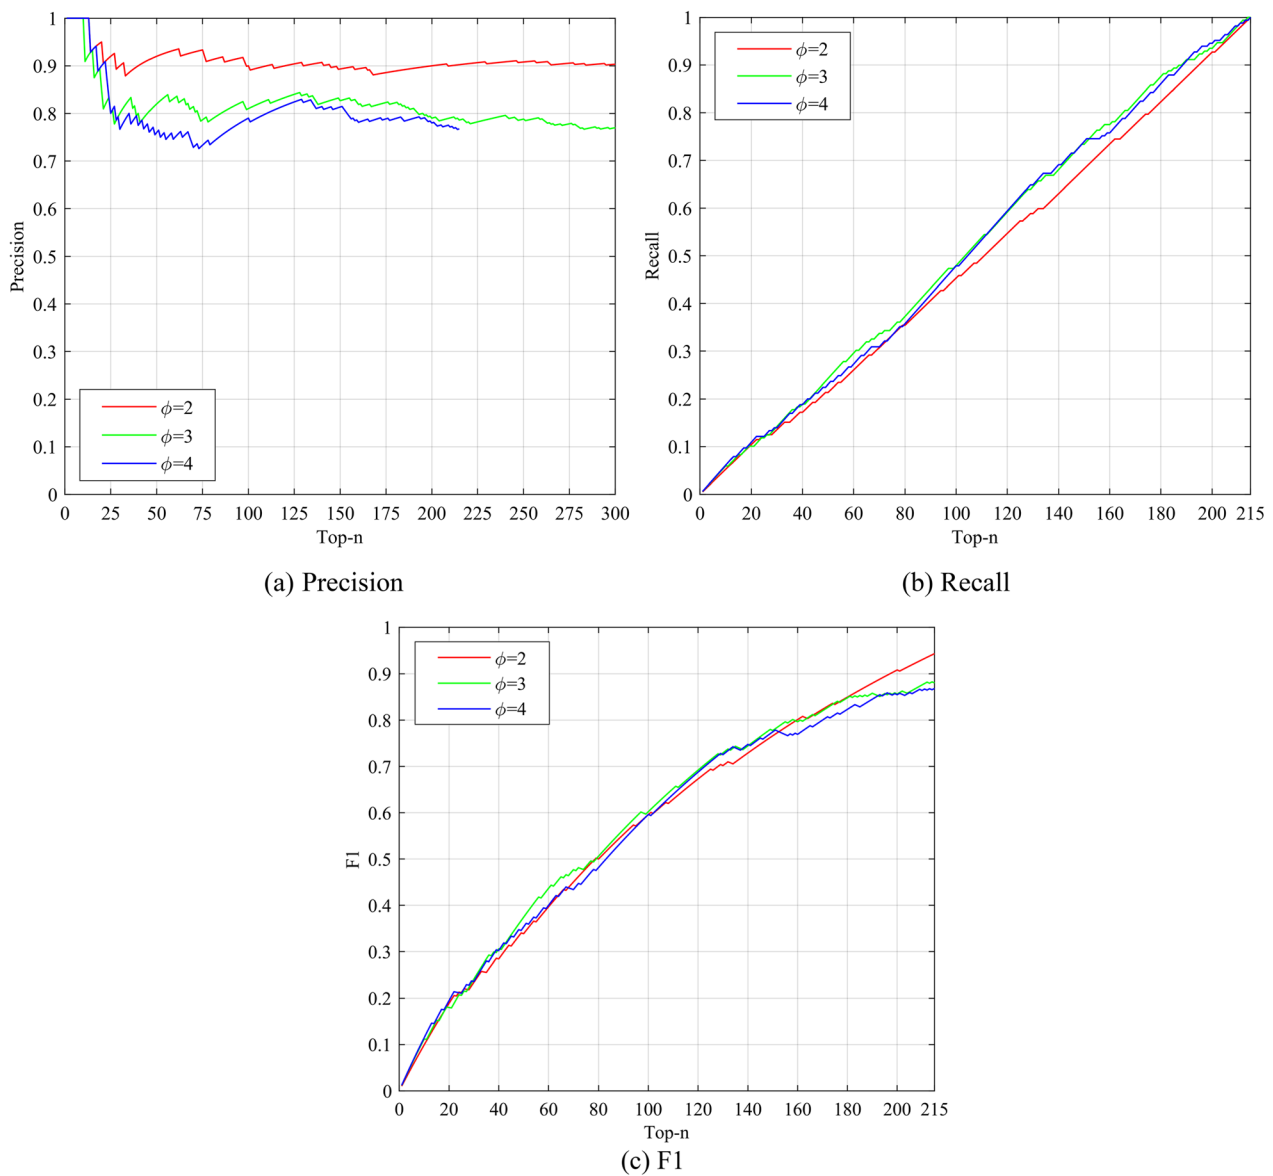 1
0.9
0.8
0.7
0.6
0.5
0.4
0.3
0.2
0.1
0
Precision
ϕ=2
ϕ=3
ϕ=4
0 25 50 75 100 125 150 175 200 225 250 275 300
Top-n
(a) Precision
1
0.9
0.8
0.7
0.6
0.5
0.4
0.3
0.2
0.1
0
Recall
ϕ=2
ϕ=3
ϕ=4
0 20 40 60 80 100 120 140 160 180 200 215
Top-n
(b) Recall
1
0.9
0.8
0.7
0.6
0.5
0.4
0.3
0.2
0.1
0
F1
ϕ=2
ϕ=3
ϕ=4
0 20 40 60 80 100 120 140 160 180 200 215
Top-n
(c) F1